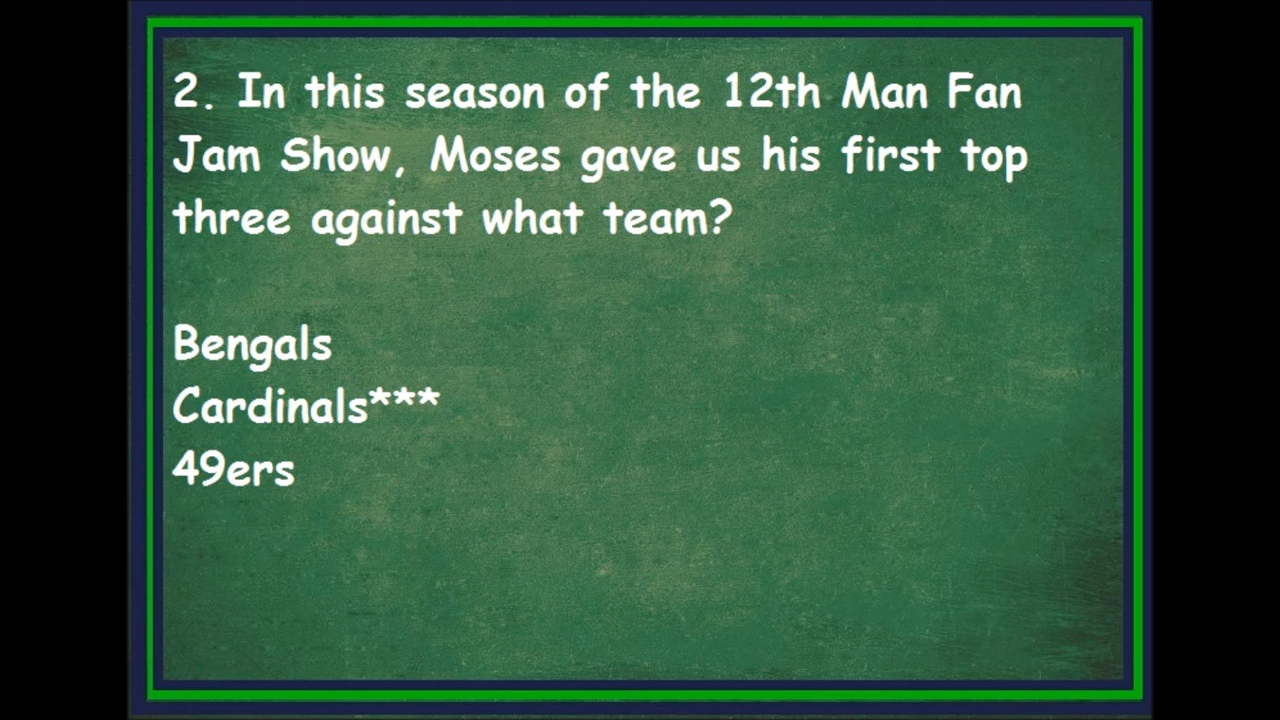 2. In this season of the 12th Man Fan
Jam Show, Moses gave us his first top
three against what team?
Bengals
Cardinals***
49ers